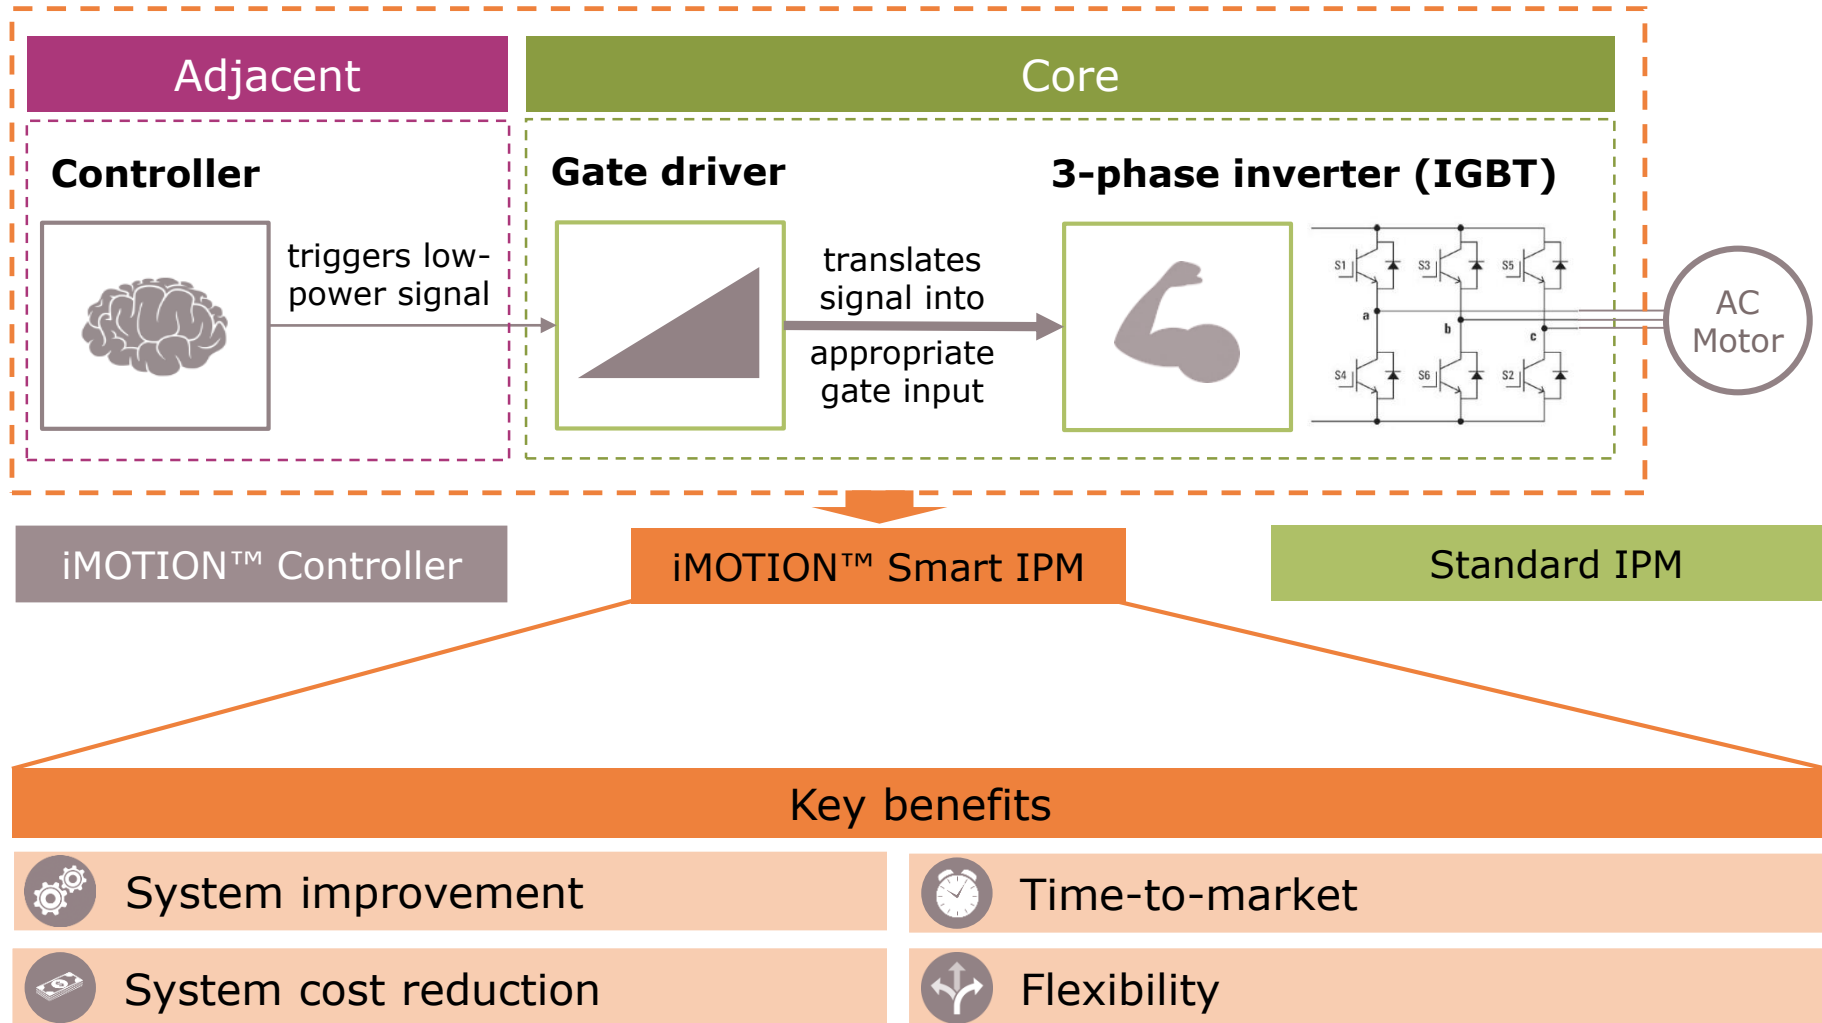 Adjacent
Core
Controller
Gate driver
3-phase inverter (IGBT)
triggers low-
power signal
translates
signal into
appropriate
gate input
S1
S3
S5
a
b
c
S4
S6
S2
AC
Motor
iMOTION™ Controller
iMOTION™ Smart IPM
Standard IPM
Key benefits
System improvement
Time-to-market
System cost reduction
Flexibility